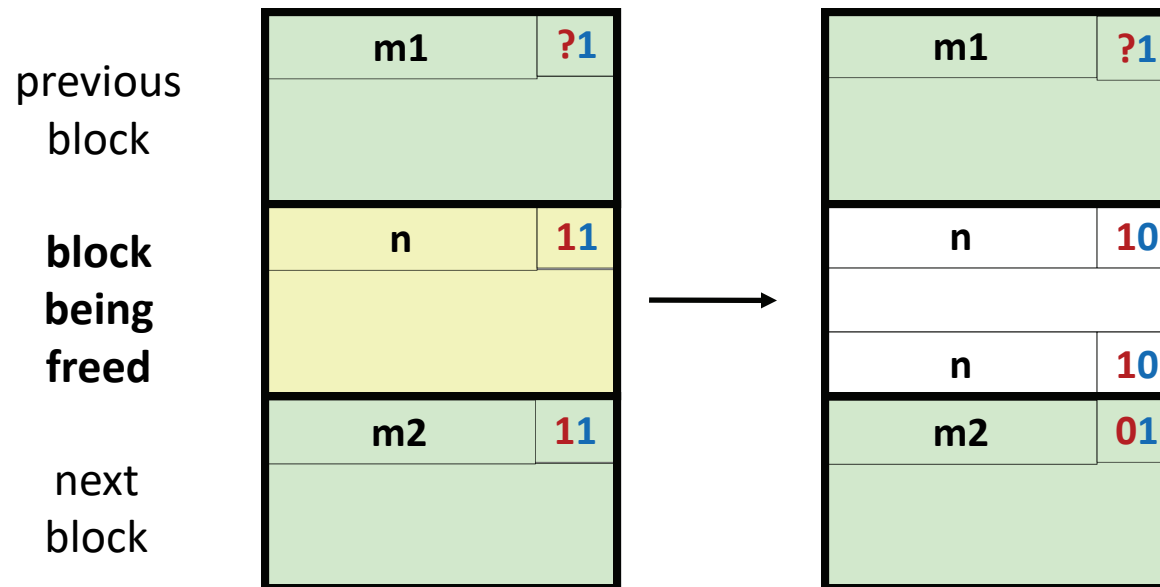 previous
block
m1 ?1
m1 ?1
block
being
freed
n 11
n 10
n 10
next
block
m2 11
m2 01